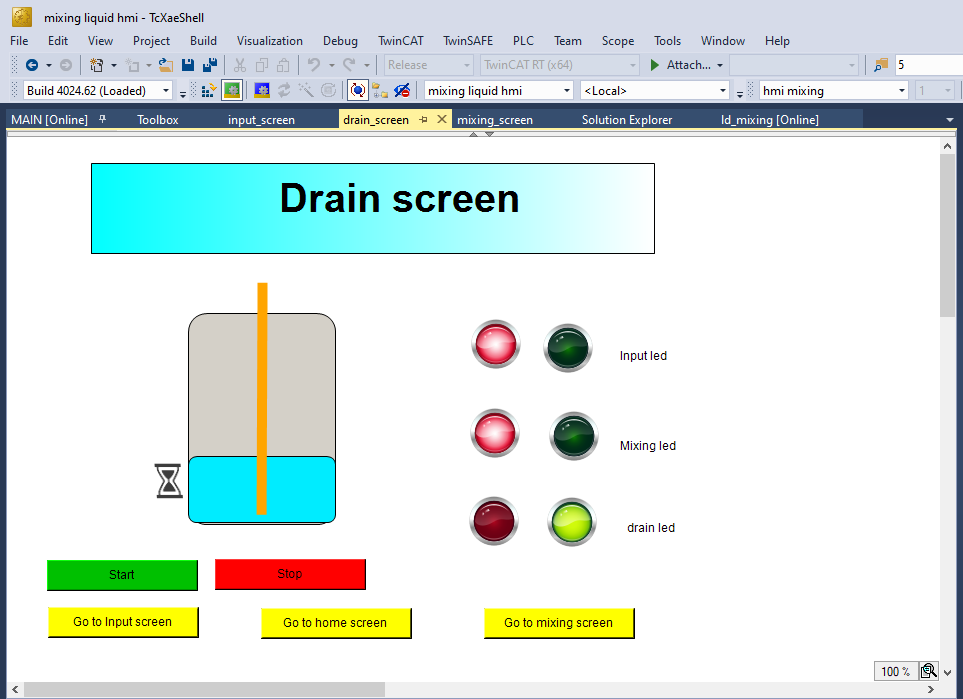 mixing liquid hmi - TcXaeShell
File Edit View Project Build Visualization Debug TwinCAT TwinSAFE PLC Team Scope Tools Window Help
Release TwinCAT RT (x64) Attach... 5
Build 4024.62 (Loaded) mixing liquid hmi <Local> hmi mixing 1
MAIN [Online] Toolbox input_screen drain_screen mixing_screen Solution Explorer ld_mixing [Online]
Drain screen
Input led
Mixing led
drain led
Start Stop
Go to Input screen Go to home screen Go to mixing screen
100 %